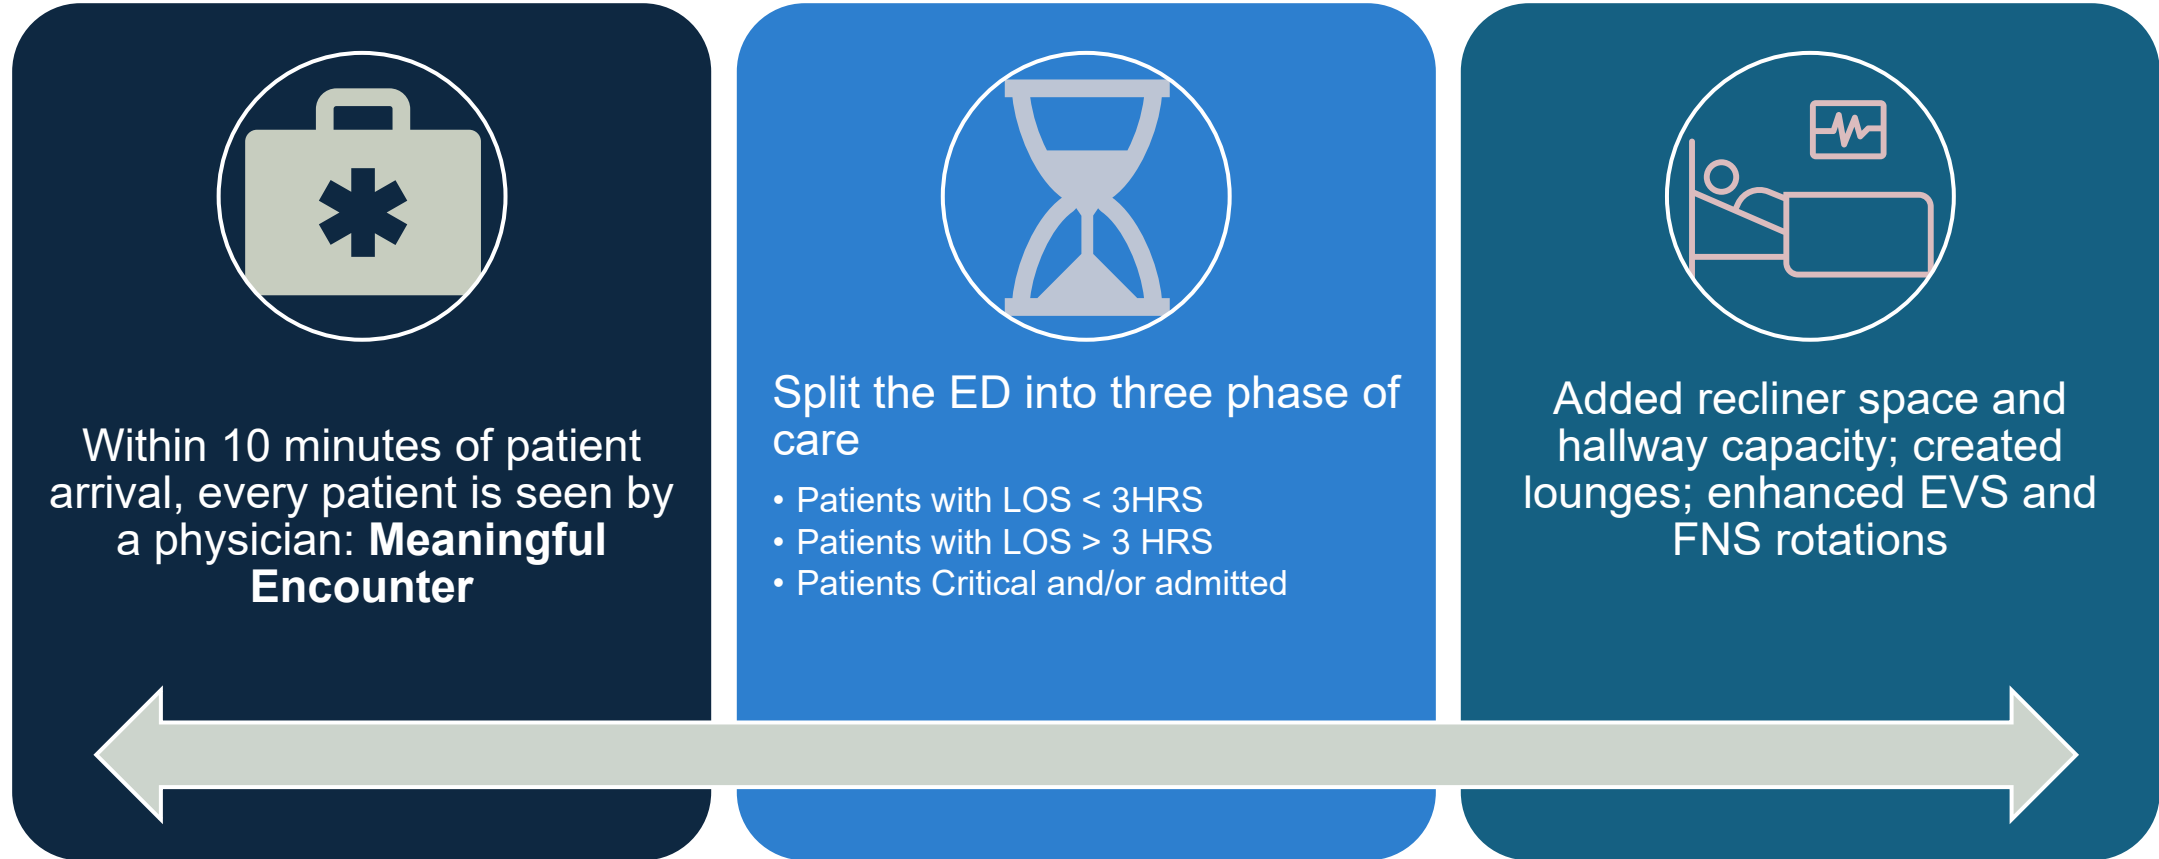 Within 10 minutes of patient
arrival, every patient is seen by
a physician: Meaningful
Encounter
Split the ED into three phase of
care
• Patients with LOS < 3HRS
• Patients with LOS > 3 HRS
• Patients Critical and/or admitted
Added recliner space and
hallway capacity; created
lounges; enhanced EVS and
FNS rotations